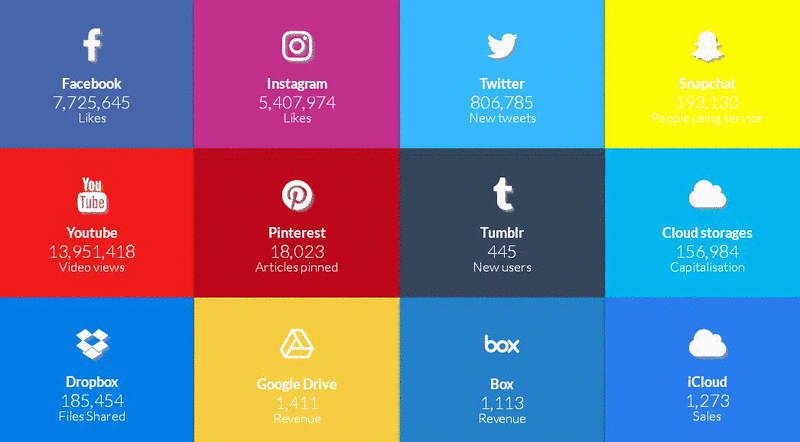 Facebook
7,725,645
Likes
Instagram
5,407,974
Likes
Twitter
806,785
New tweets
Snapchat
193,130
People using service
You
Tube
Youtube
13,951,418
Video views
Pinterest
18,023
Articles pinned
Tumblr
445
New users
Cloud storages
156,984
Capitalisation
Dropbox
185,454
Files Shared
Google Drive
1,411
Revenue
box
Box
1,113
Revenue
iCloud
1,273
Sales